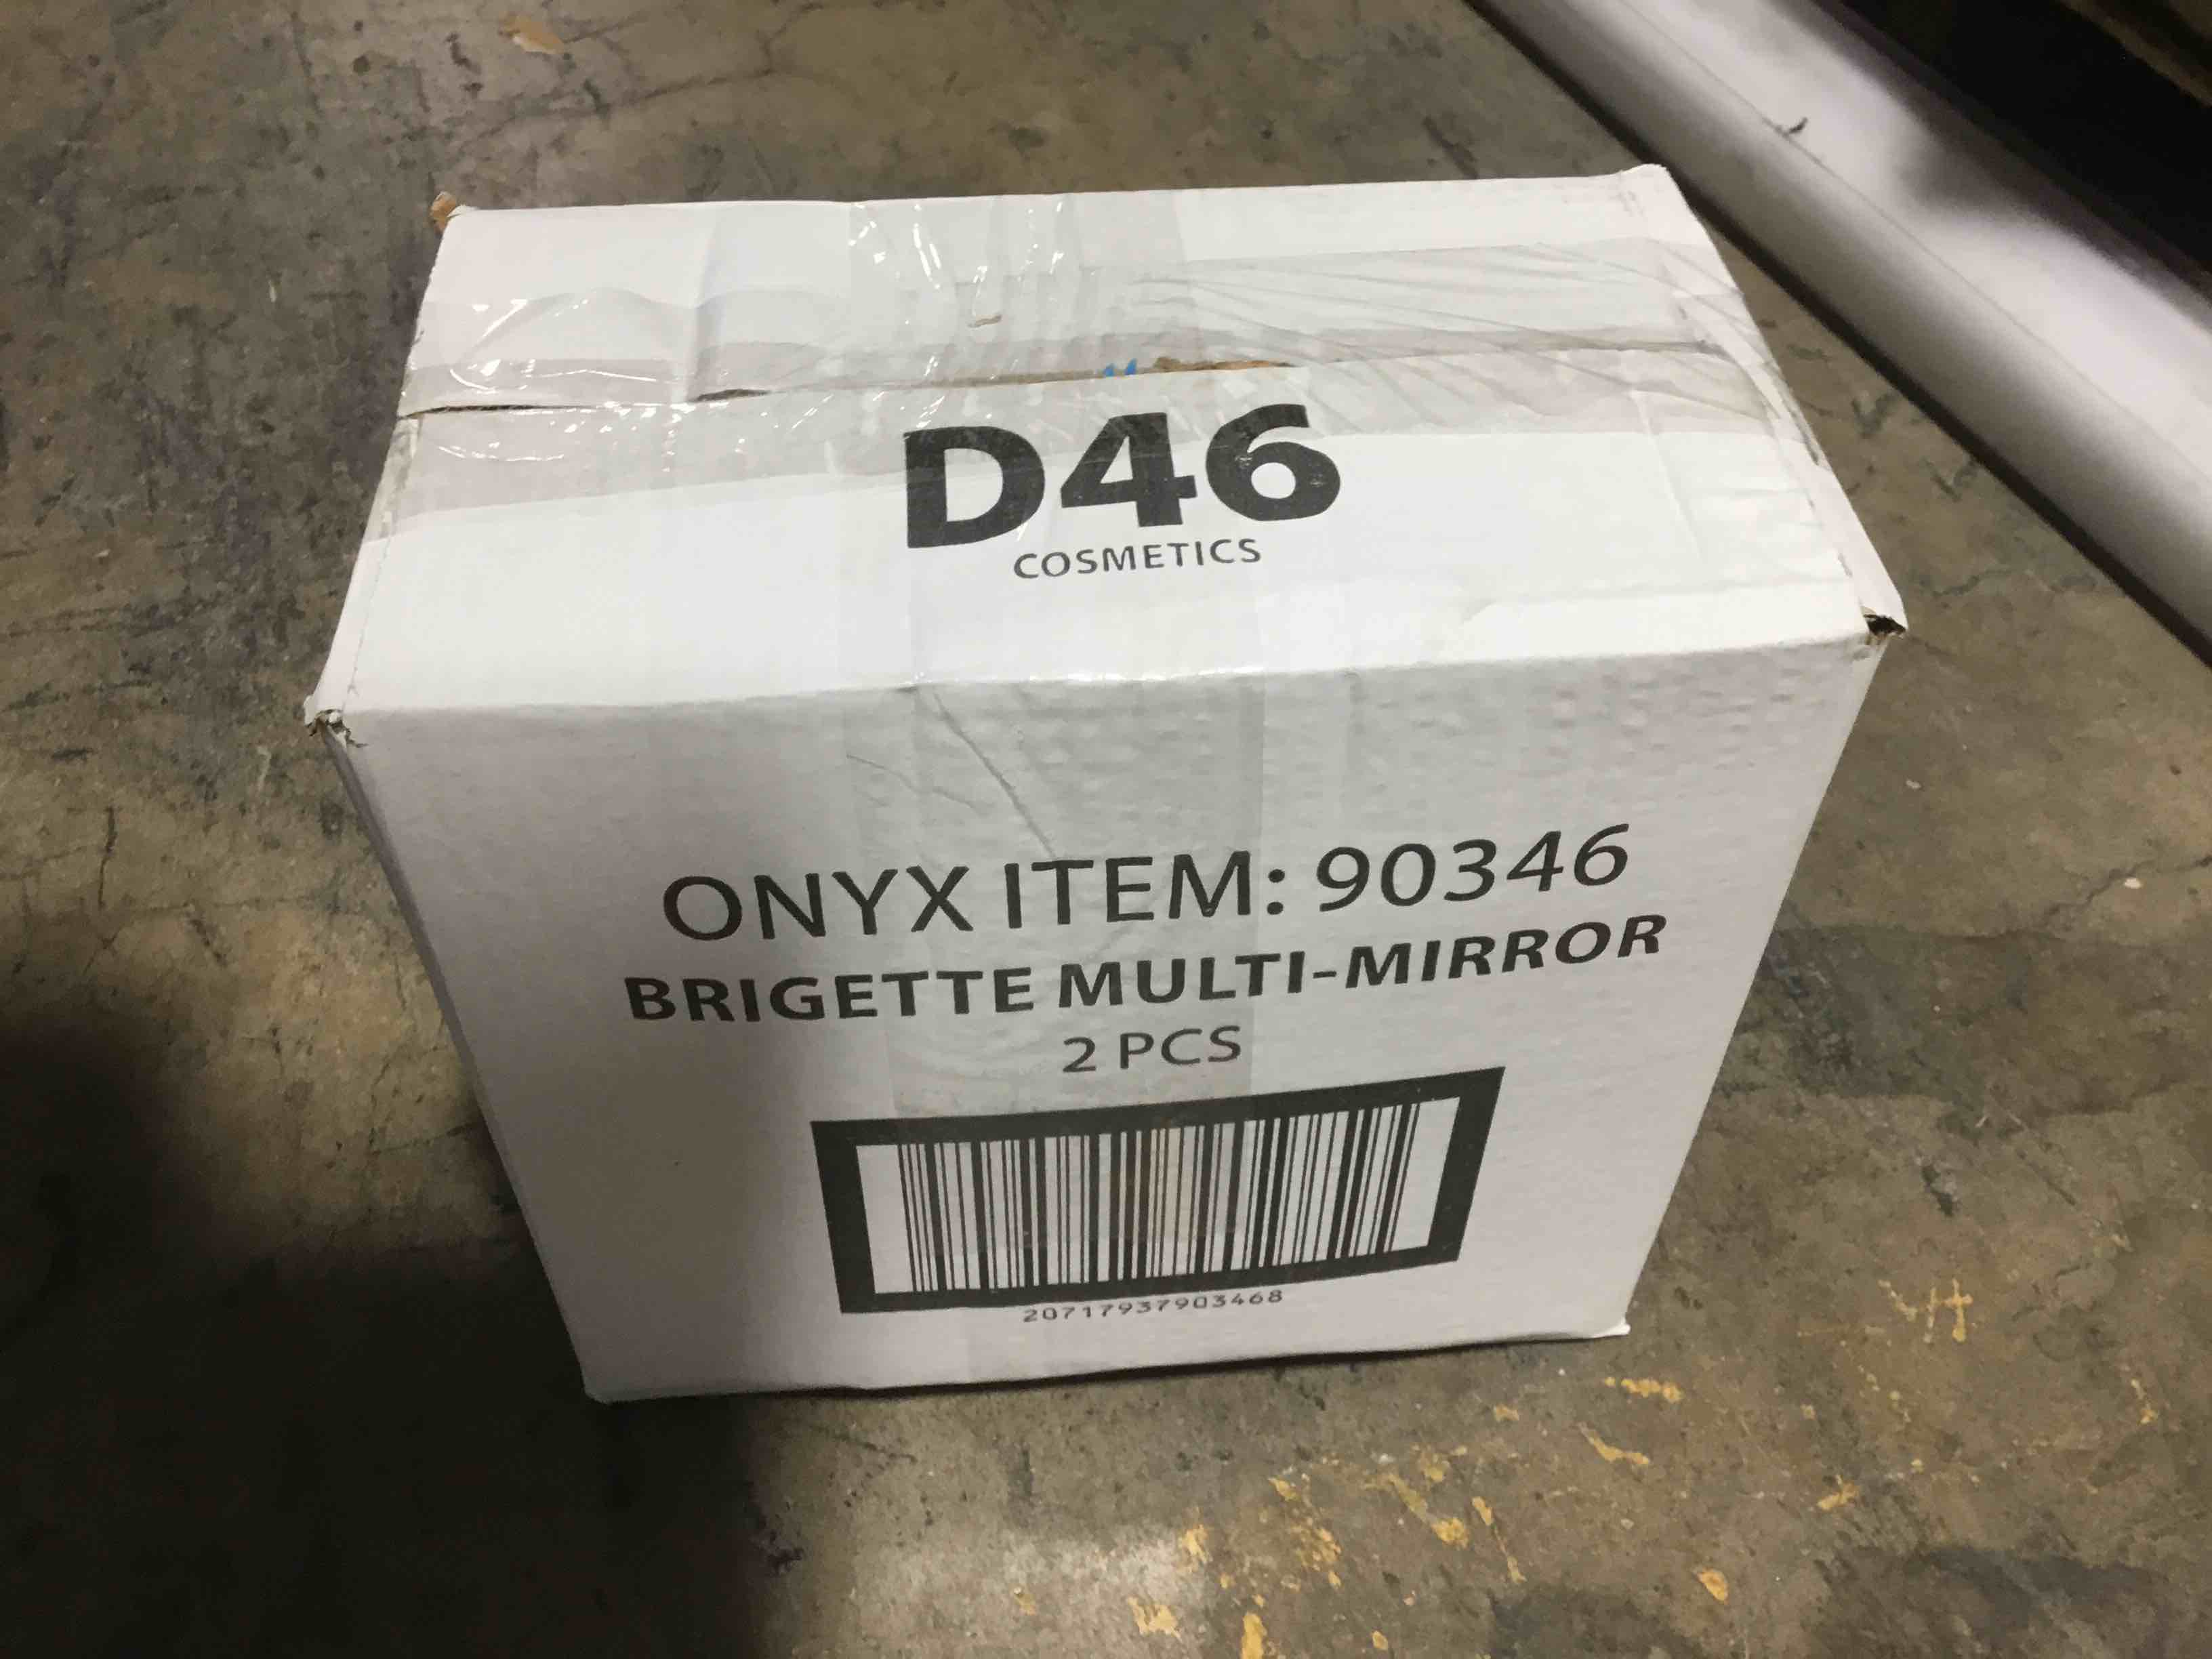 D46
COSMETICS
ONYX ITEM: 90346
BRIGETTE MULTI-MIRROR
2 PCS
20717937903468